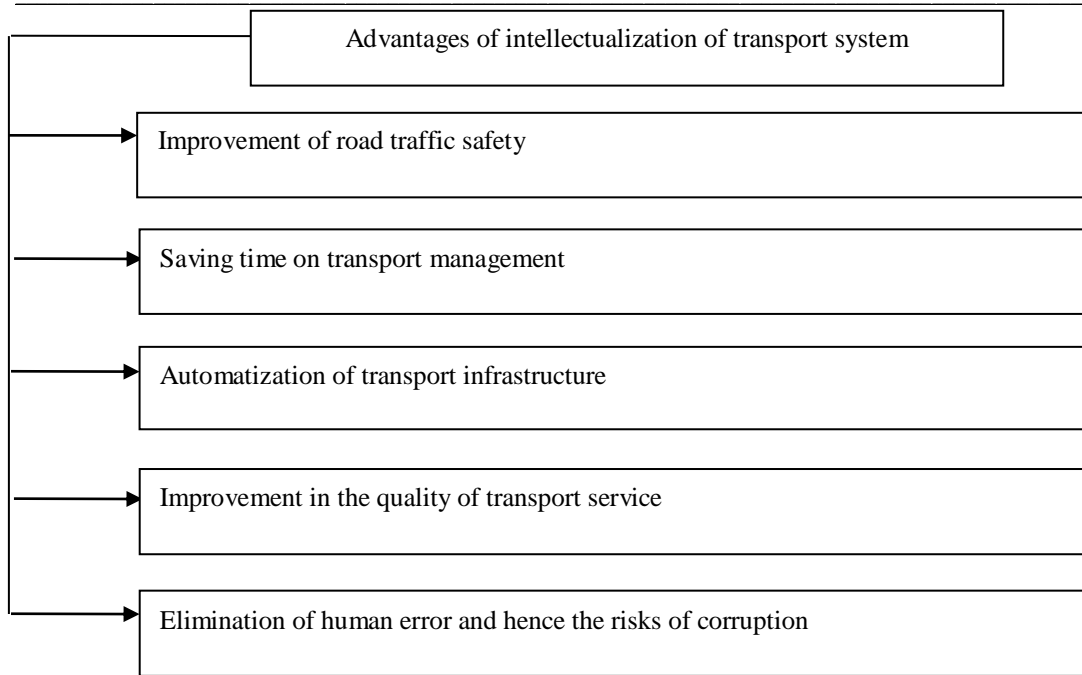 Advantages of intellectualization of transport system
Improvement of road traffic safety
Saving time on transport management
Automatization of transport infrastructure
Improvement in the quality of transport service
Elimination of human error and hence the risks of corruption